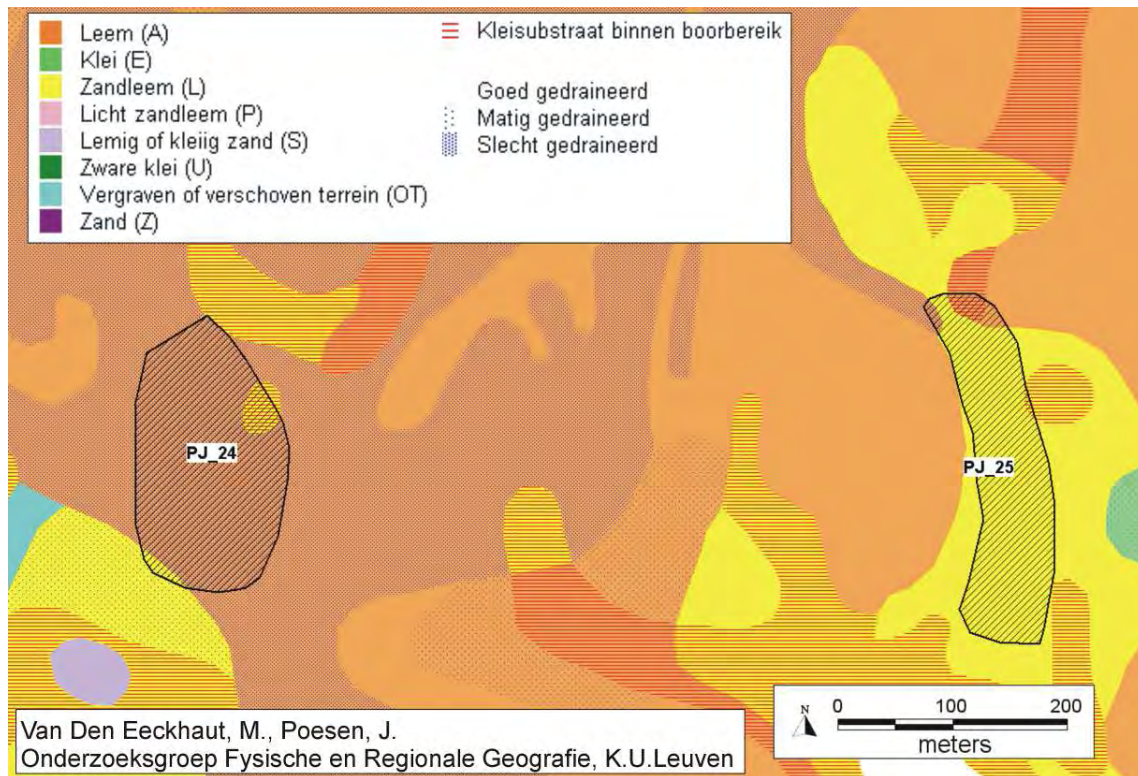 Leem (A)
Klei (E)
Zandleem (L)
Licht zandleem (P)
Lemig of kleiig zand (S)
Zware klei (U)
Vergraven of verschoven terrein (OT)
Zand (Z)
Kleisubstraat binnen boorbereik
Goed gedraineerd
Matig gedraineerd
Slecht gedraineerd
PJ_24
PJ_25
N
0 100 200
meters
Van Den Eeckhaut, M., Poesen, J.
Onderzoeksgroep Fysische en Regionale Geografie, K.U.Leuven